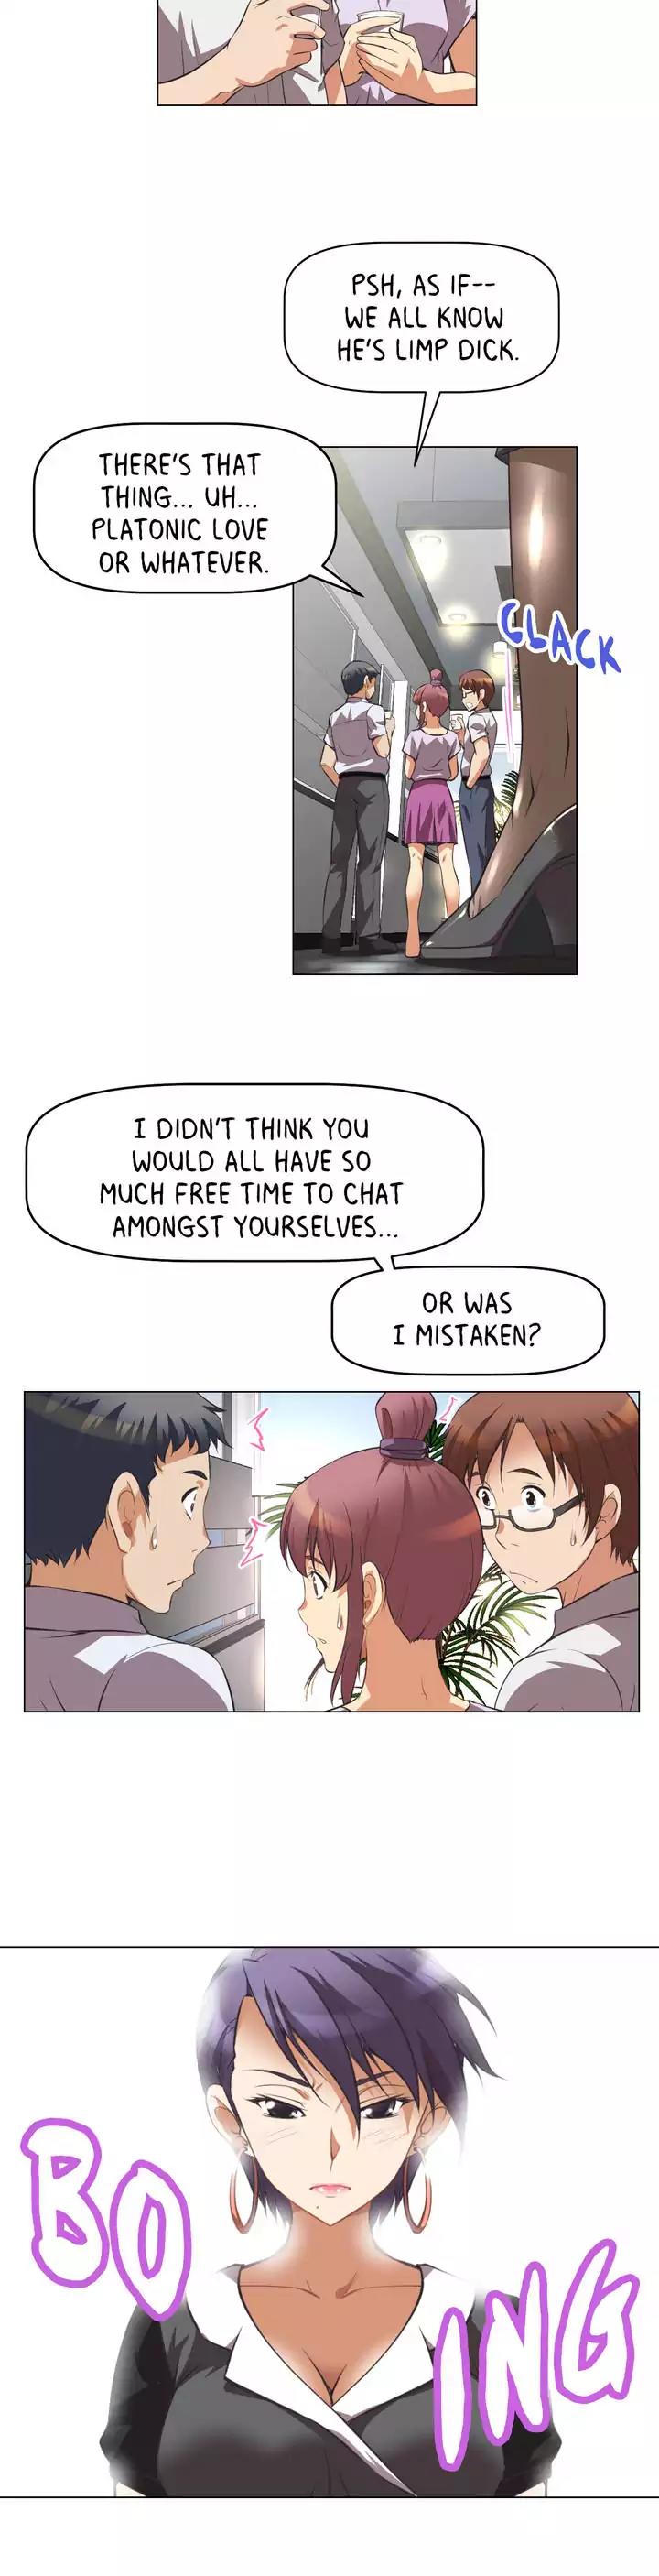 PSH, AS IF--
WE ALL KNOW
HE'S LIMP DICK.
THERE'S THAT
THING... UH...
PLATONIC LOVE
OR WHATEVER.
CLACK
I DIDN'T THINK YOU
WOULD ALL HAVE SO
MUCH FREE TIME TO CHAT
AMONGST YOURSELVES...
OR WAS
I MISTAKEN?
BO
ING